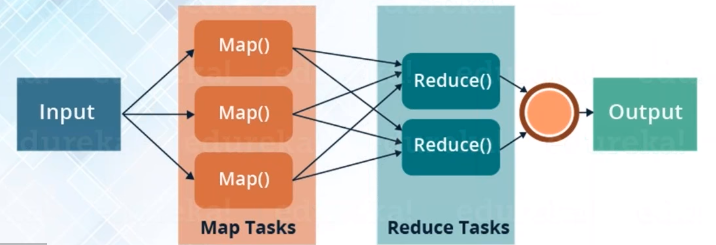 Input
Map()
Map()
Map()
Map Tasks
Reduce()
Reduce()
Reduce Tasks
Output